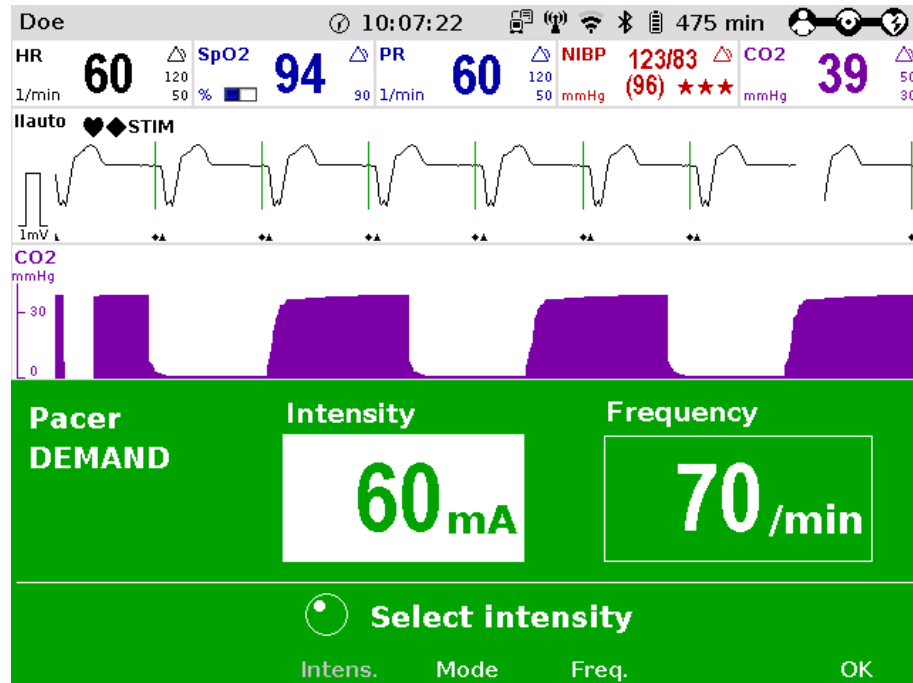 Doe 10:07:22 475 min
HR 60 120 50 1/min
SpO2 94 90 %
PR 60 120 50 1/min
NIBP 123/83 (96) ★★★ mmHg
CO2 39 50 30 mmHg
IIauto ♥◆STIM
1mV
CO2
mmHg
30
0
Pacer
DEMAND
Intensity
60 mA
Frequency
70 /min
Select intensity
Intens. Mode Freq. OK